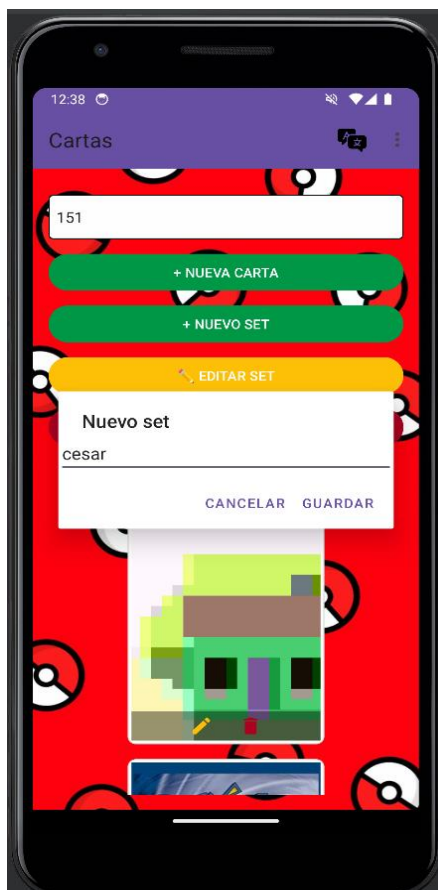 12:38
Cartas
151
+ NUEVA CARTA
+ NUEVO SET
✏️ EDITAR SET
Nuevo set
cesar
CANCELAR GUARDAR